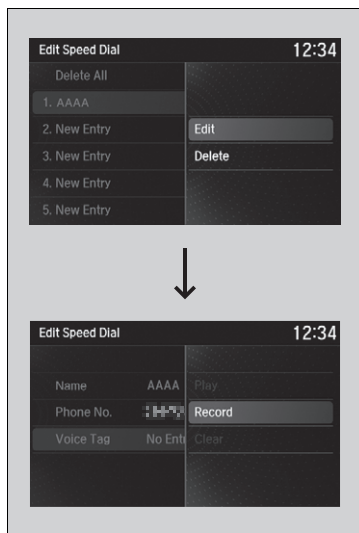 Edit Speed Dial 12:34
Delete All
1. AAAA
2. New Entry Edit
3. New Entry Delete
4. New Entry
5. New Entry
Edit Speed Dial 12:34
Name AAAA Play
Phone No. Record
Voice Tag No Entr Clear